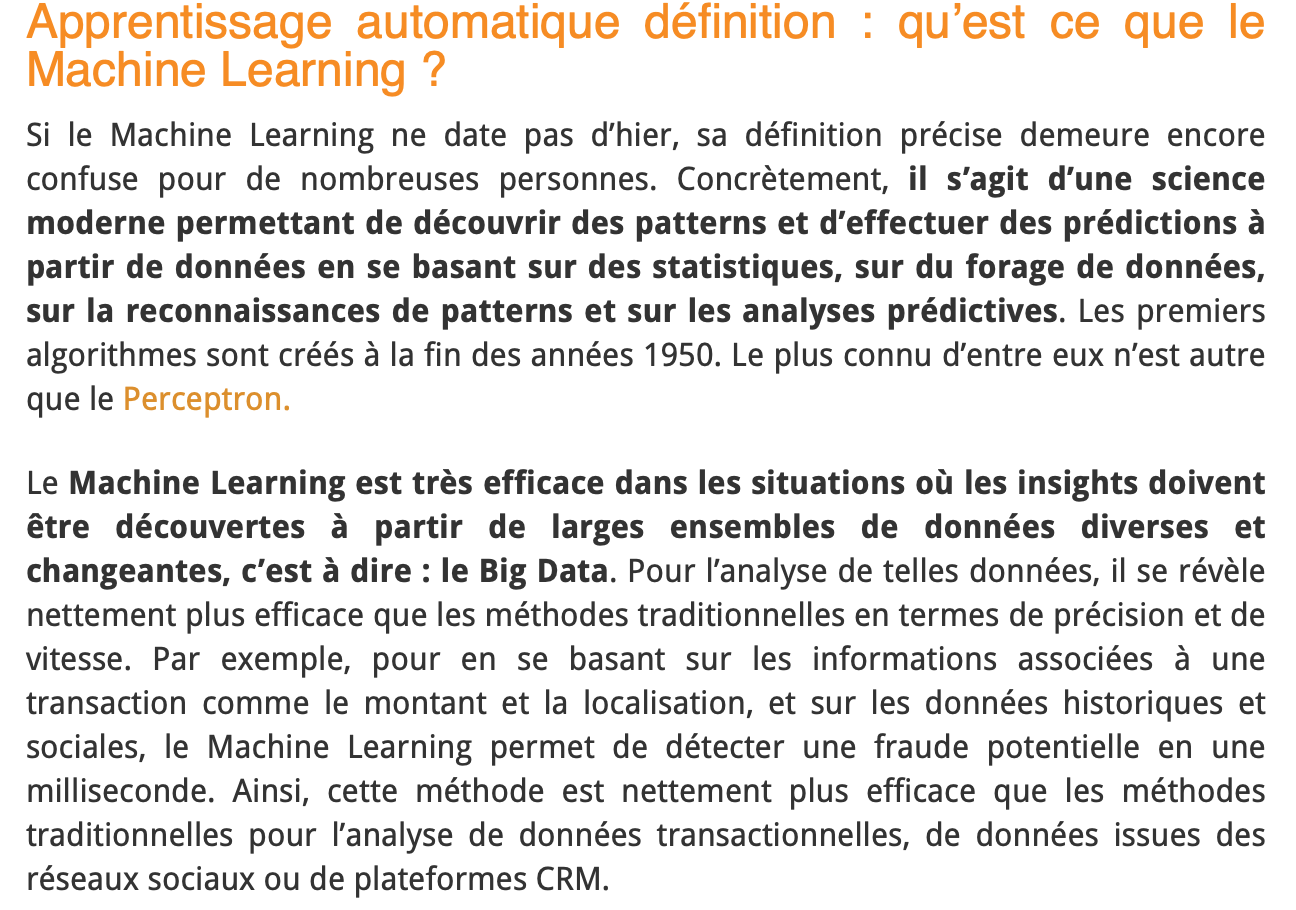 Apprentissage automatique définition : qu’est ce que le
Machine Learning ?
Si le Machine Learning ne date pas d’hier, sa définition précise demeure encore
confuse pour de nombreuses personnes. Concrètement, il s’agit d’une science
moderne permettant de découvrir des patterns et d’effectuer des prédictions à
partir de données en se basant sur des statistiques, sur du forage de données,
sur la reconnaissances de patterns et sur les analyses prédictives. Les premiers
algorithmes sont créés à la fin des années 1950. Le plus connu d’entre eux n’est autre
que le Perceptron.
Le Machine Learning est très efficace dans les situations où les insights doivent
être découvertes à partir de larges ensembles de données diverses et
changeantes, c’est à dire : le Big Data. Pour l’analyse de telles données, il se révèle
nettement plus efficace que les méthodes traditionnelles en termes de précision et de
vitesse. Par exemple, pour en se basant sur les informations associées à une
transaction comme le montant et la localisation, et sur les données historiques et
sociales, le Machine Learning permet de détecter une fraude potentielle en une
milliseconde. Ainsi, cette méthode est nettement plus efficace que les méthodes
traditionnelles pour l’analyse de données transactionnelles, de données issues des
réseaux sociaux ou de plateformes CRM.